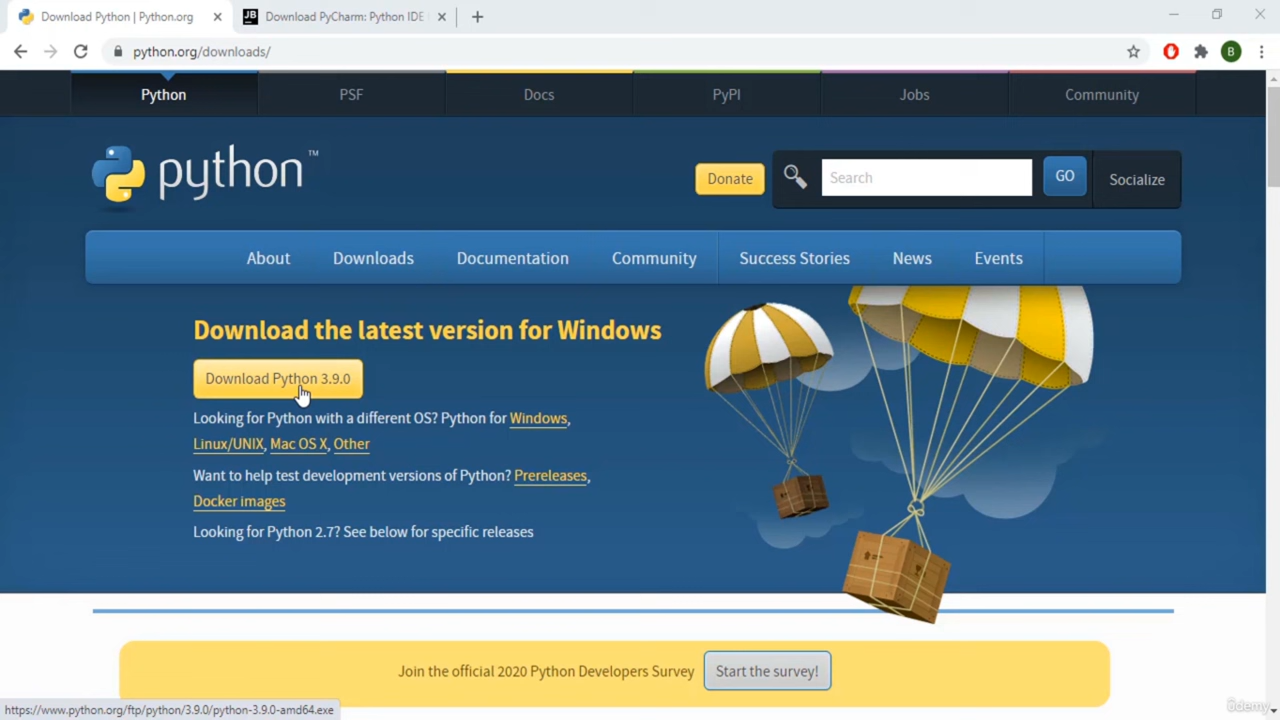 Download Python | Python.org
Download PyCharm: Python IDE
python.org/downloads/
B
Python
PSF
Docs
PyPI
Jobs
Community
python™
Donate
Search
GO
Socialize
About
Downloads
Documentation
Community
Success Stories
News
Events
Download the latest version for Windows
Download Python 3.9.0
Looking for Python with a different OS? Python for Windows,
Linux/UNIX, Mac OS X, Other
Want to help test development versions of Python? Prereleases,
Docker images
Looking for Python 2.7? See below for specific releases
Join the official 2020 Python Developers Survey
Start the survey!
https://www.python.org/ftp/python/3.9.0/python-3.9.0-amd64.exe
ûdemy